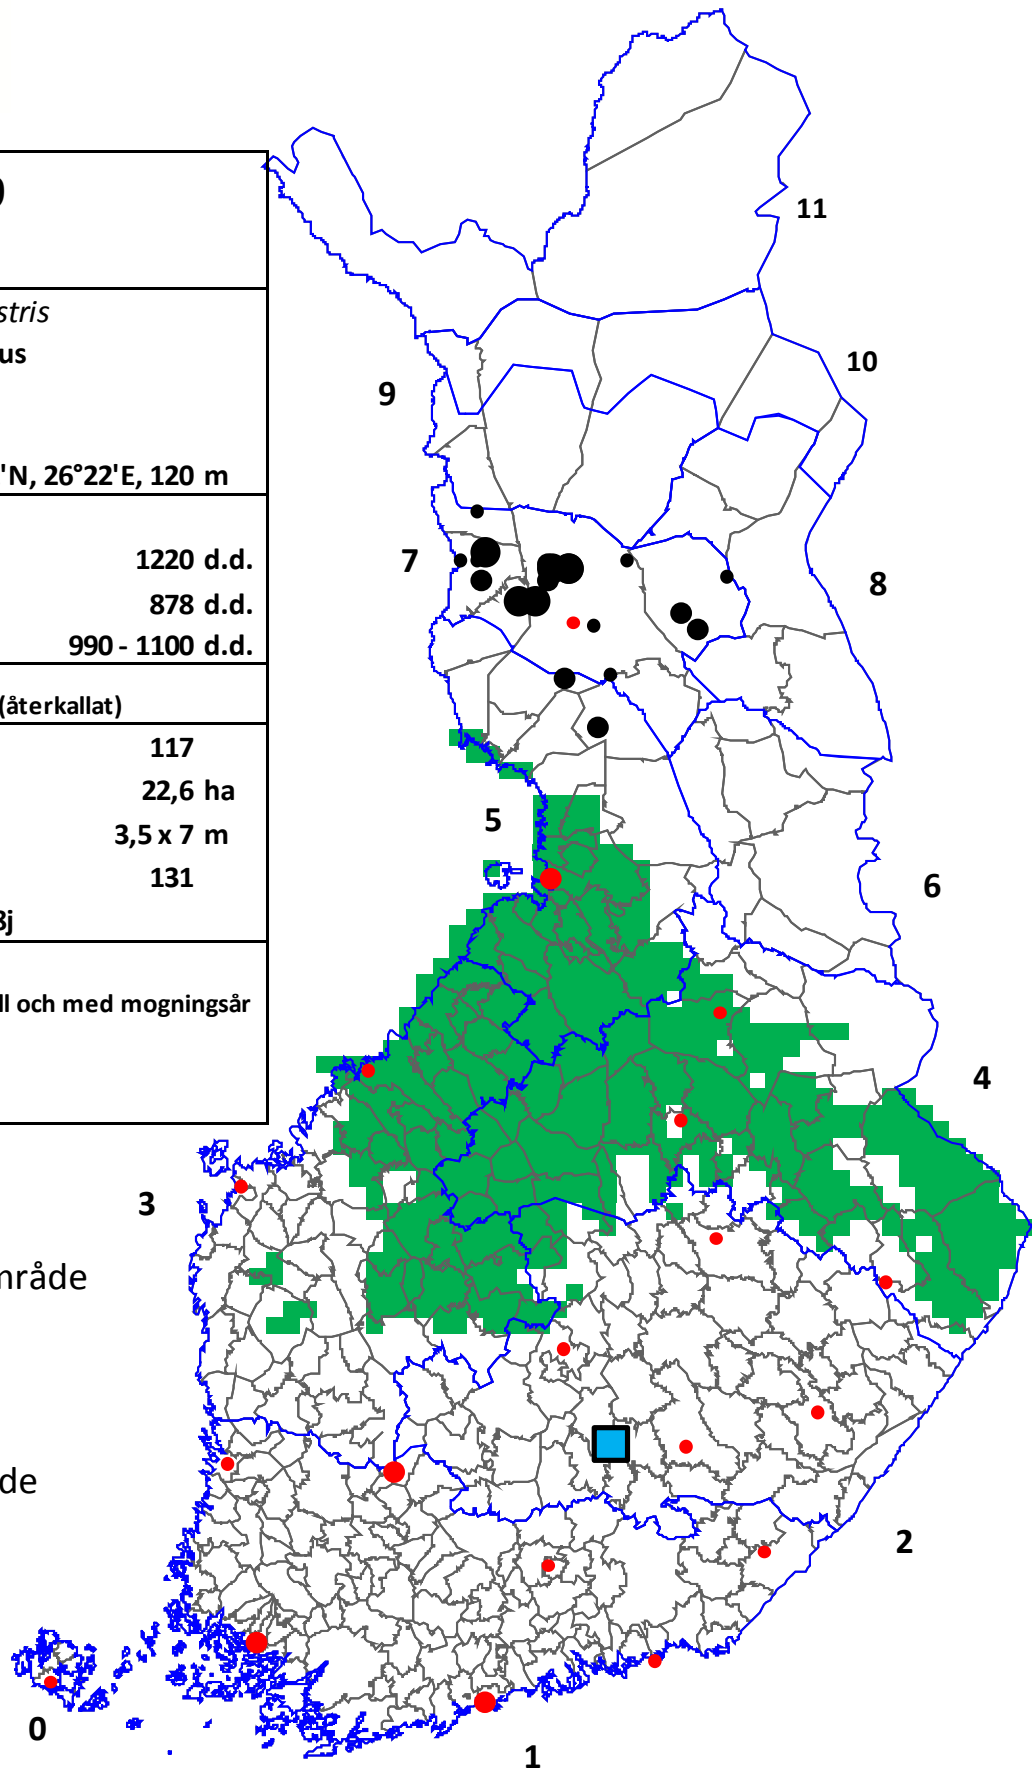 )
stris
us
'N, 26°22'E, 120 m
1220 d.d.
878 d.d.
990 - 1100 d.d.
(återkallat)
117
22,6 ha
3,5 x 7 m
131
8j
ll och med mogningsår
mråde
de
11
10
9
8
7
6
5
4
3
2
1
0